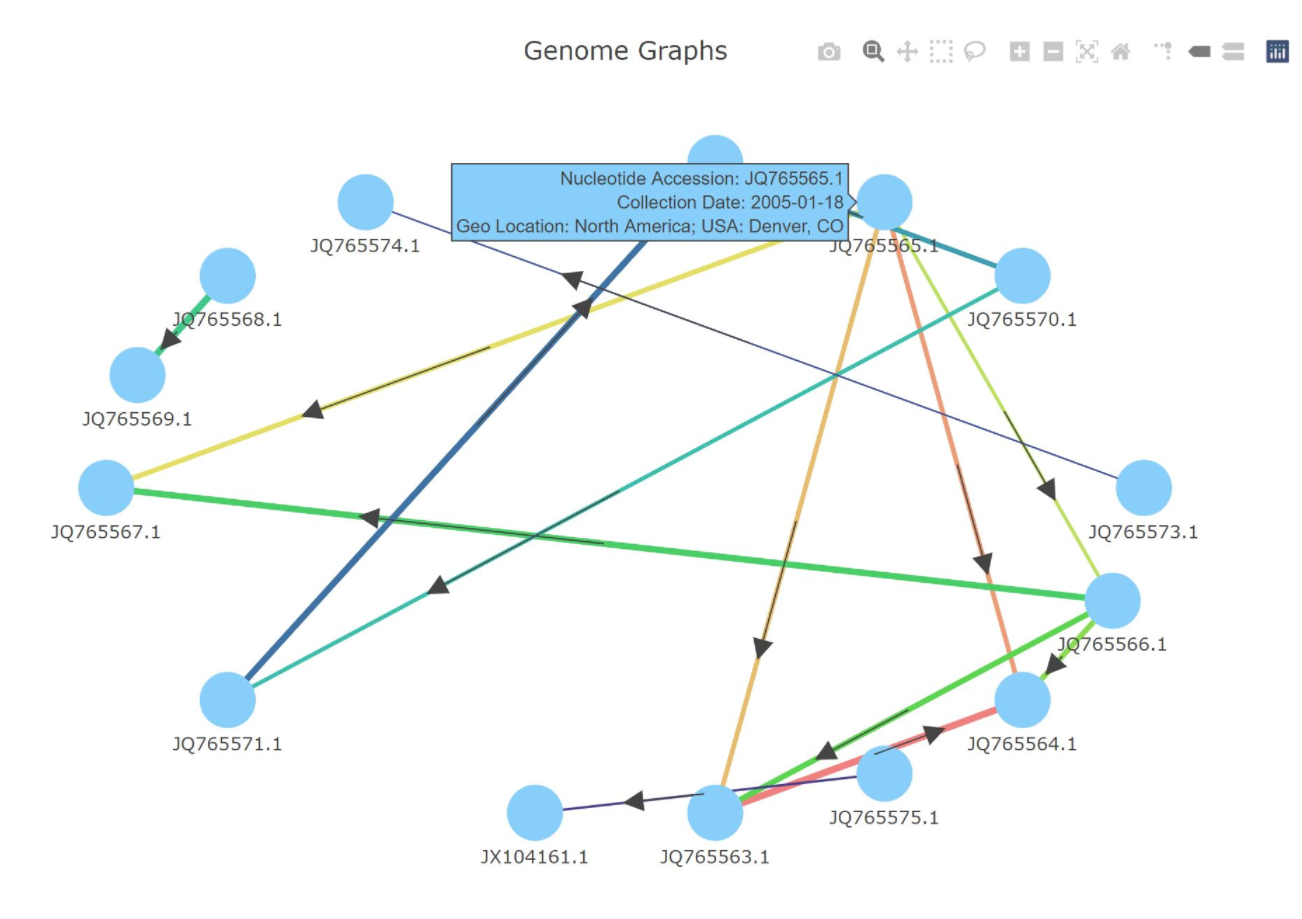 Genome Graphs
Nucleotide Accession: JQ765565.1
Collection Date: 2005-01-18
Geo Location: North America; USA: Denver, CO
JQ765574.1
JQ765565.1
JQ765568.1
JQ765570.1
JQ765569.1
JQ765567.1
JQ765573.1
JQ765566.1
JQ765571.1
JQ765564.1
JQ765575.1
JX104161.1
JQ765563.1